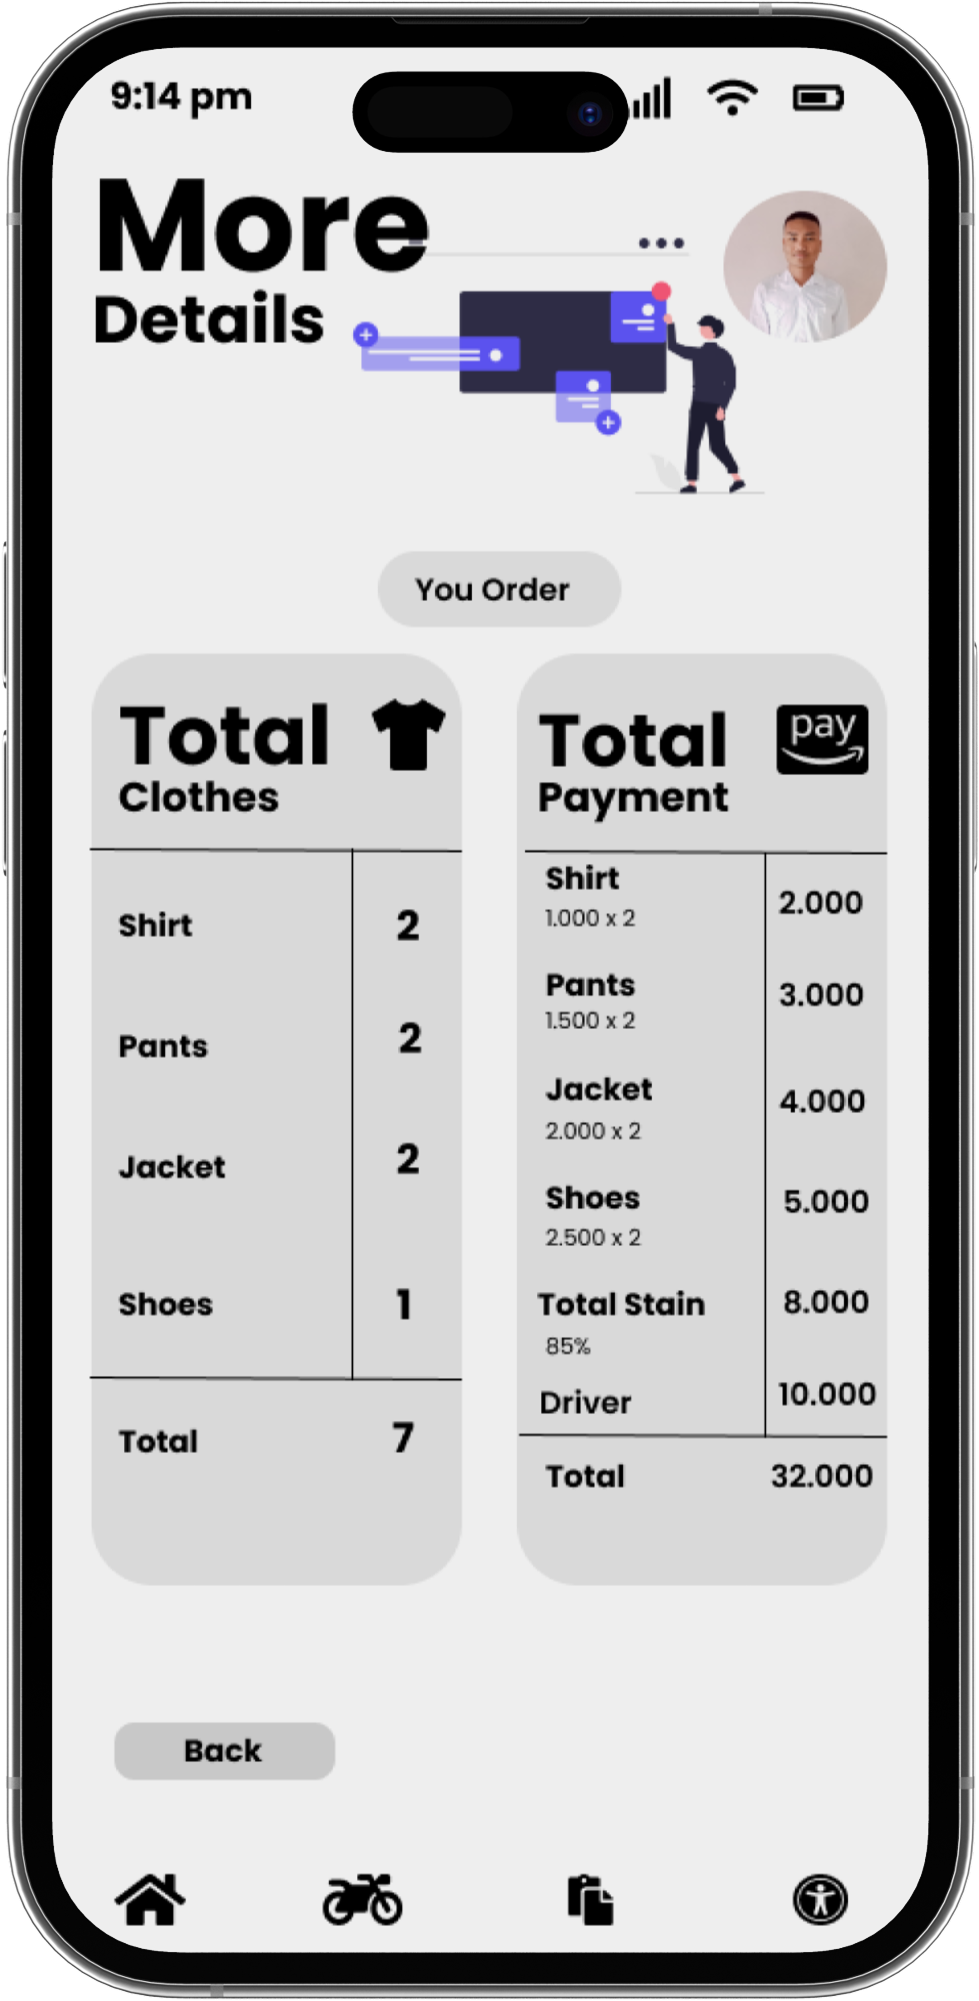 9:14 pm
More
Details
You Order
Total
Clothes
Shirt 2
Pants 2
Jacket 2
Shoes 1
Total 7
Total
pay
Payment
Shirt
1.000 x 2
2.000
Pants
1.500 x 2
3.000
Jacket
2.000 x 2
4.000
Shoes
2.500 x 2
5.000
Total Stain
85%
8.000
Driver 10.000
Total 32.000
Back